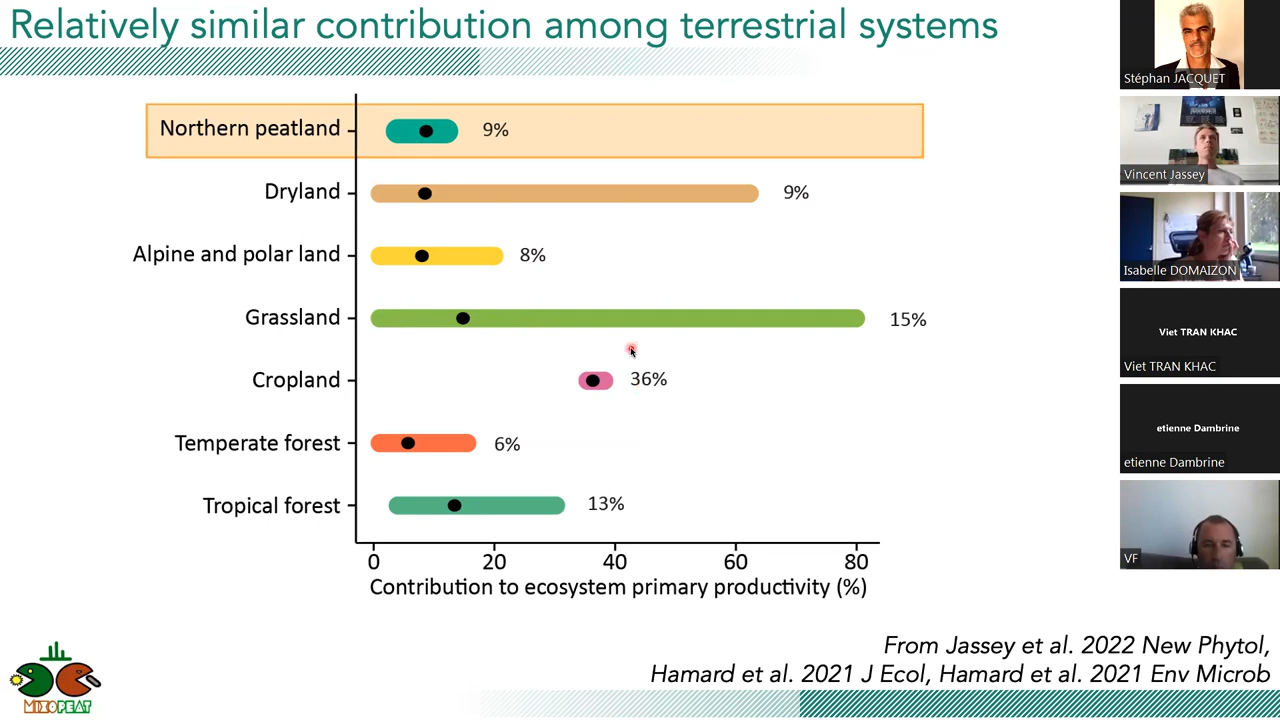 Relatively similar contribution among terrestrial systems
Northern peatland
9%
Dryland
9%
Alpine and polar land
8%
Grassland
15%
Cropland
36%
Temperate forest
6%
Tropical forest
13%
0 20 40 60 80
Contribution to ecosystem primary productivity (%)
From Jassey et al. 2022 New Phytol,
Hamard et al. 2021 J Ecol, Hamard et al. 2021 Env Microb
MIXOPEAT
Stéphan JACQUET
Vincent Jassey
Isabelle DOMAIZON
Viet TRAN KHAC
Viet TRAN KHAC
etienne Dambrine
etienne Dambrine
VF